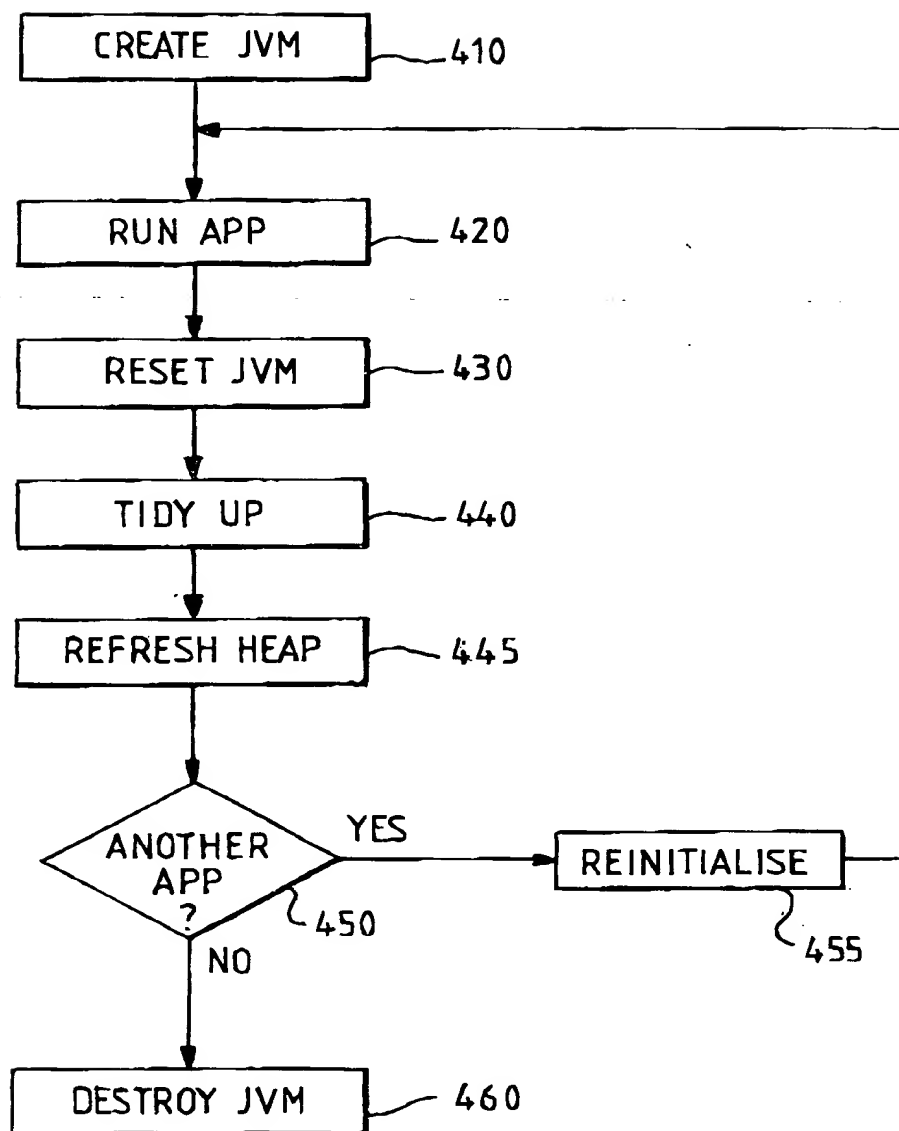 CREATE JVM
410
RUN APP
420
RESET JVM
430
TIDY UP
440
REFRESH HEAP
445
ANOTHER
APP
?
450
YES
REINITIALISE
455
NO
DESTROY JVM
460